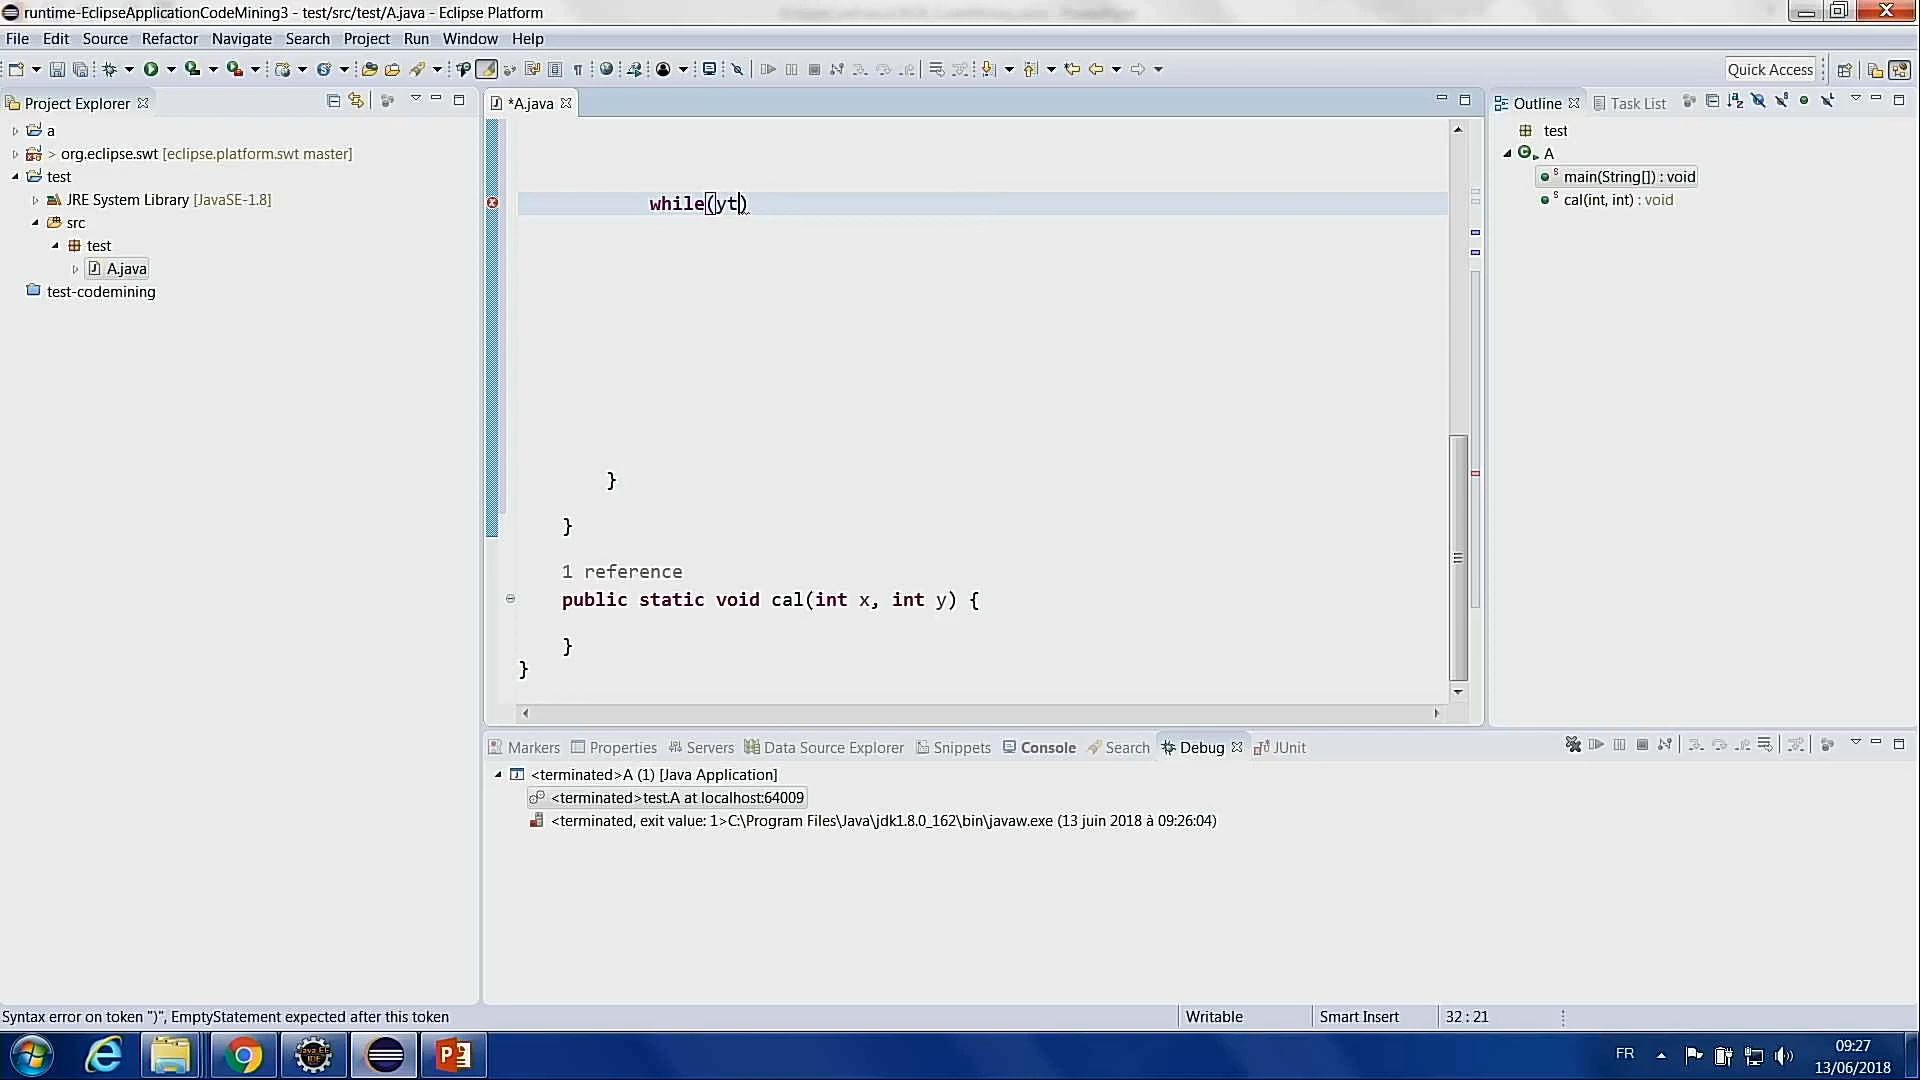 runtime-EclipseApplicationCodeMining3 - test/src/test/A.java - Eclipse Platform
File Edit Source Refactor Navigate Search Project Run Window Help
Quick Access
Project Explorer
*A.java
Outline
Task List
a
> org.eclipse.swt [eclipse.platform.swt master]
test
JRE System Library [JavaSE-1.8]
src
test
A.java
test-codemining
while(yt)
}
}
1 reference
public static void cal(int x, int y) {
}
}
test
A
main(String[]) : void
cal(int, int) : void
Markers Properties Servers Data Source Explorer Snippets Console Search Debug JUnit
<terminated>A (1) [Java Application]
<terminated>test.A at localhost:64009
<terminated, exit value: 1>C:\Program Files\Java\jdk1.8.0_162\bin\javaw.exe (13 juin 2018 à 09:26:04)
Syntax error on token ")", EmptyStatement expected after this token
Writable
Smart Insert
32 : 21
Java EE
IDE
FR
09:27
13/06/2018